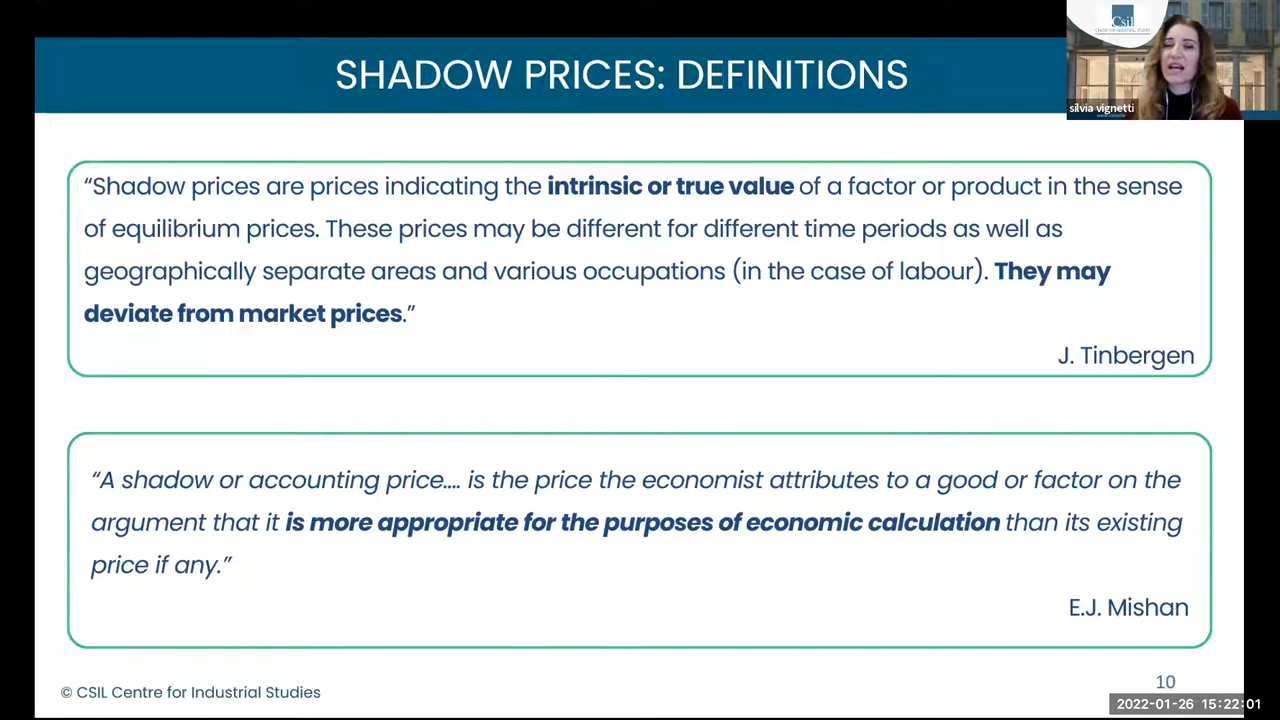 SHADOW PRICES: DEFINITIONS
Csil
silvia vignetti
“Shadow prices are prices indicating the intrinsic or true value of a factor or product in the sense
of equilibrium prices. These prices may be different for different time periods as well as
geographically separate areas and various occupations (in the case of labour). They may
deviate from market prices.”
J. Tinbergen
“A shadow or accounting price.... is the price the economist attributes to a good or factor on the
argument that it is more appropriate for the purposes of economic calculation than its existing
price if any.”
E.J. Mishan
© CSIL Centre for Industrial Studies
10
2022-01-26 15:22:01